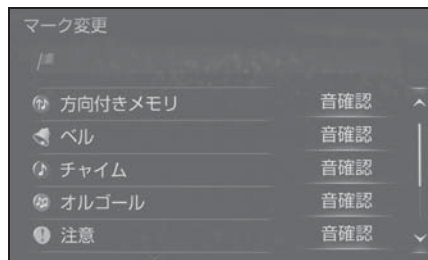 マーク変更
方向付きメモリ 音確認
ベル 音確認
チャイム 音確認
オルゴール 音確認
注意 音確認